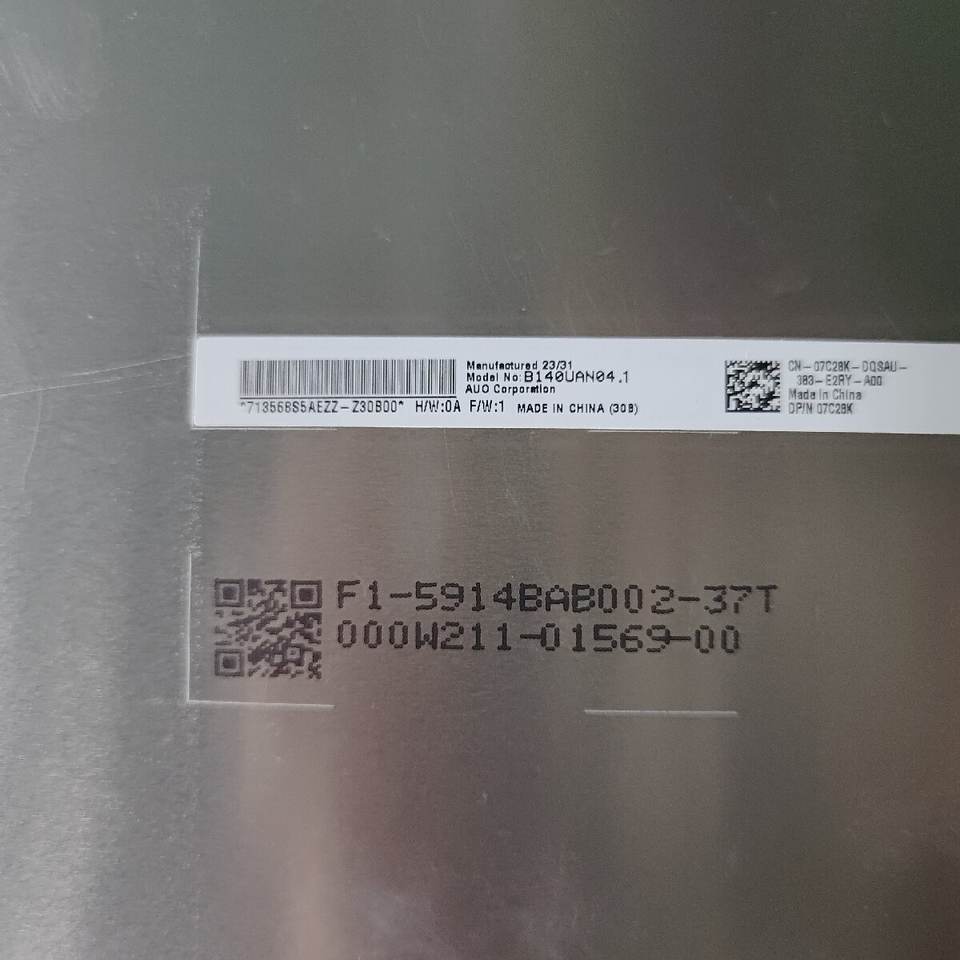 Manufactured 23/31
Model No:B140UAN04.1
AUO Corporation
*713568S5AEZZ-Z30B00* H/W:0A F/W:1 MADE IN CHINA (30B)
CN-07C28K-DQSAU-
383-E2RY-A00
Made in China
DP/N 07C28K
F1-5914BAB002-37T
000W211-01569-00